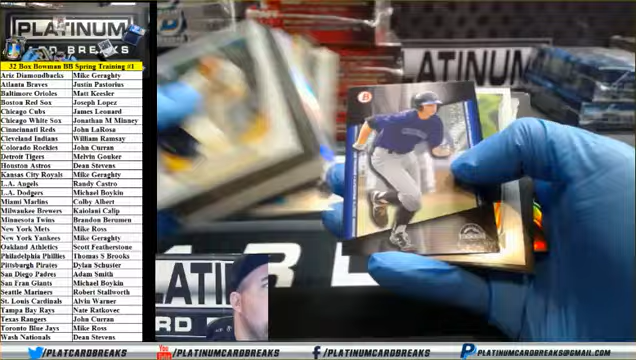 PLATINUM
CARD BREAKS
32 Box Bowman BB Spring Training #1
Ariz Diamondbacks Mike Geraghty
Atlanta Braves Justin Pastorius
Baltimore Orioles Matt Keesler
Boston Red Sox Joseph Lopez
Chicago Cubs James Leonard
Chicago White Sox Jonathan M Minney
Cinncinnati Reds John LaRosa
Cleveland Indians William Ramsay
Colorado Rockies John Curran
Detroit Tigers Melvin Gonker
Houston Astros Dean Stevens
Kansas City Royals Mike Geraghty
L.A. Angels Randy Castro
L.A. Dodgers Michael Boykin
Miami Marlins Colby Albert
Milwaukee Brewers Kaiolani Calip
Minnesota Twins Brandon Berumen
New York Mets Mike Ross
New York Yankees Mike Geraghty
Oakland Athletics Scott Featherstone
Philadelphia Phillies Thomas S Brooks
Pittsburgh Pirates Dylan Schuster
San Diego Padres Adam Smith
San Fran Giants Michael Boykin
Seattle Mariners Robert Stallworth
St. Louis Cardinals Alvin Warner
Tampa Bay Rays Nate Ratkover
Texas Rangers John Curran
Toronto Blue Jays Mike Ross
Wash Nationals Dean Stevens
PLATINUM
B
PLATI
RD
/PLATCARDBREAKS
You Tube /PLATINUMCARDBREAKS
/PLATINUMCARDBREAKS
PLATINUMCARDBREAKS@GMAIL.COM